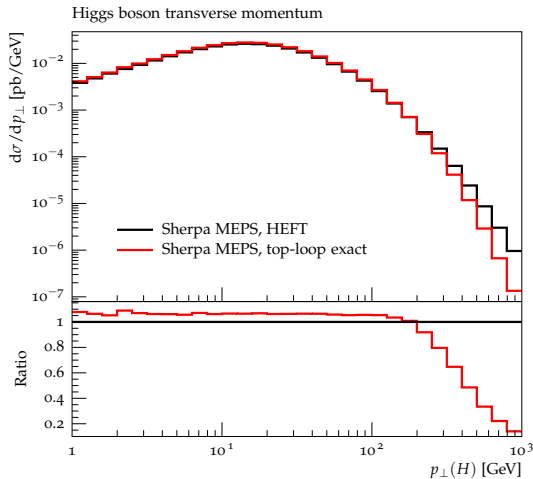 Higgs boson transverse momentum
dσ/dp⊥ [pb/GeV]
10⁻²
10⁻³
10⁻⁴
10⁻⁵
10⁻⁶
10⁻⁷
Sherpa MEPS, HEFT
Sherpa MEPS, top-loop exact
Ratio
1
0.8
0.6
0.4
0.2
1 10¹ 10² 10³
p⊥(H) [GeV]